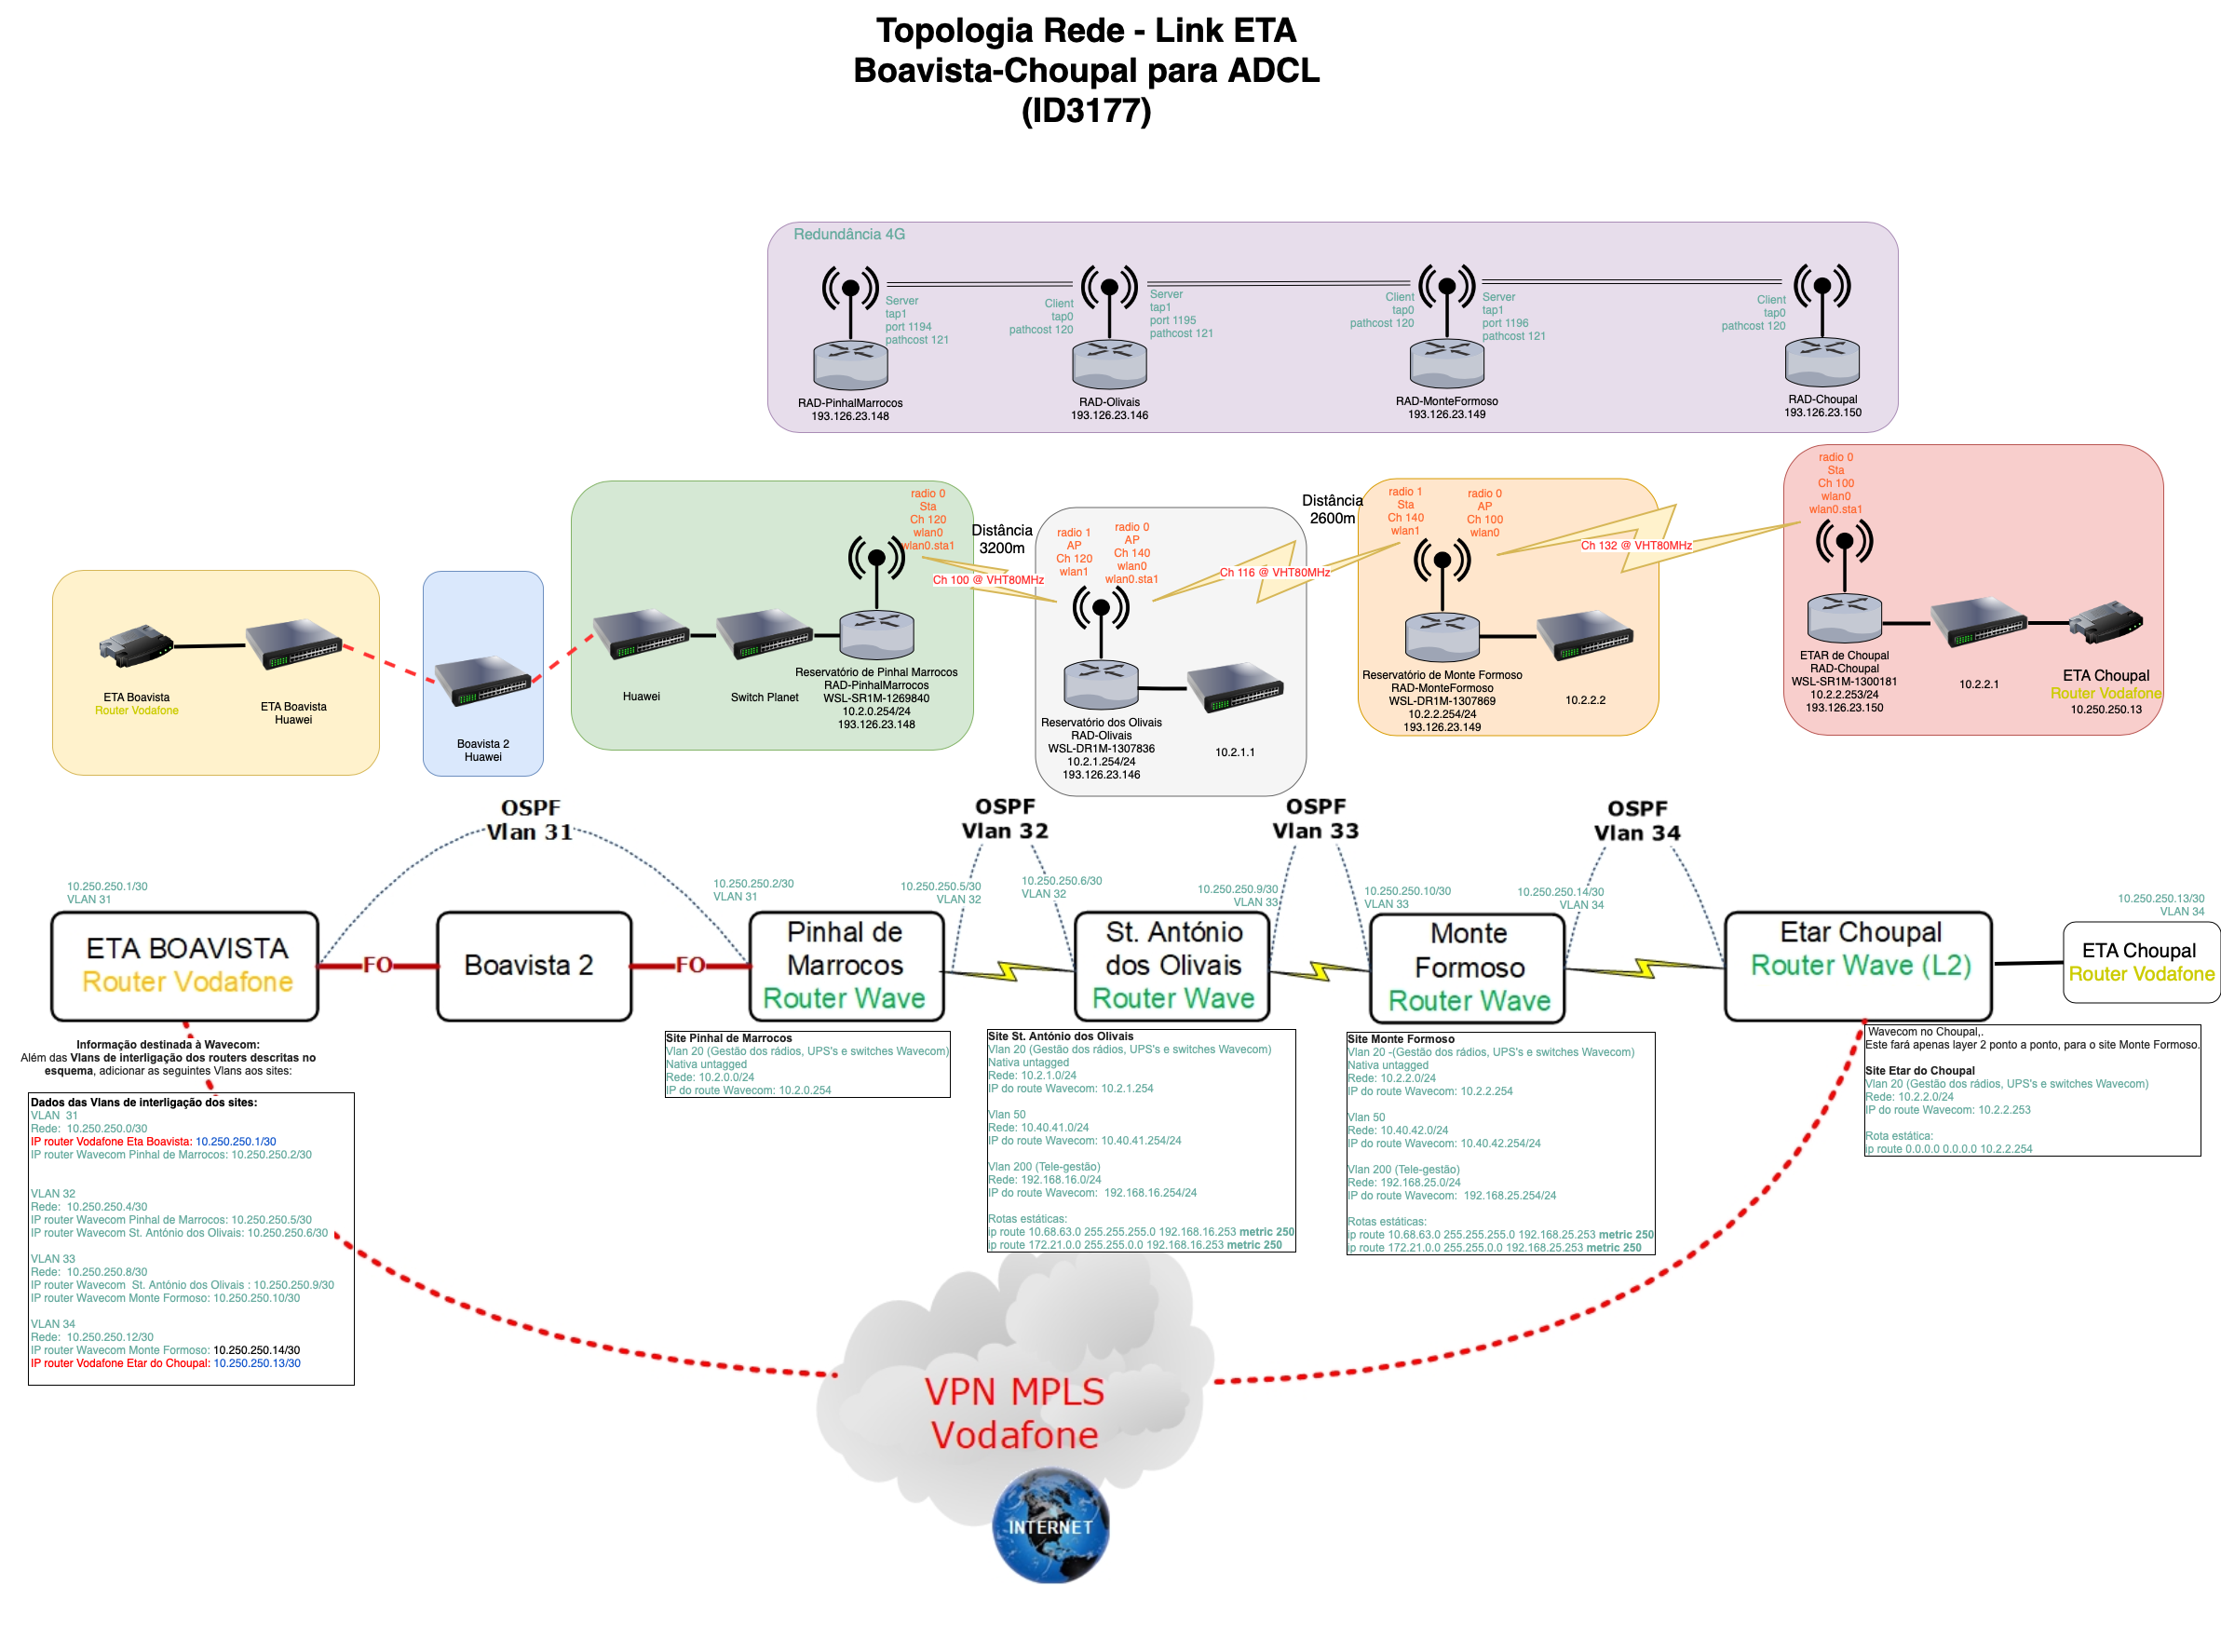 Topologia Rede - Link ETA
Boavista-Choupal para ADCL
(ID3177)
Redundância 4G
Server
tap1
port 1194
pathcost 121
Client
tap0
pathcost 120
Server
tap1
port 1195
pathcost 121
Client
tap0
pathcost 120
Server
tap1
port 1196
pathcost 121
Client
tap0
pathcost 120
RAD-PinhalMarrocos
193.126.23.148
RAD-Olivais
193.126.23.146
RAD-MonteFormoso
193.126.23.149
RAD-Choupal
193.126.23.150
ETA Boavista
Router Vodafone
ETA Boavista
Huawei
Boavista 2
Huawei
Huawei
Switch Planet
radio 0
Sta
Ch 120
wlan0
wlan0.sta1
Reservatório de Pinhal Marrocos
RAD-PinhalMarrocos
WSL-SR1M-1269840
10.2.0.254/24
193.126.23.148
Distância
3200m
Ch 100 @ VHT80MHz
radio 1
AP
Ch 120
wlan1
radio 0
AP
Ch 140
wlan0
wlan0.sta1
Reservatório dos Olivais
RAD-Olivais
WSL-DR1M-1307836
10.2.1.254/24
193.126.23.146
10.2.1.1
Distância
2600m
Ch 116 @ VHT80MHz
radio 1
Sta
Ch 140
wlan1
radio 0
AP
Ch 100
wlan0
Reservatório de Monte Formoso
RAD-MonteFormoso
WSL-DR1M-1307869
10.2.2.254/24
193.126.23.149
10.2.2.2
Ch 132 @ VHT80MHz
radio 0
Sta
Ch 100
wlan0
wlan0.sta1
ETAR de Choupal
RAD-Choupal
WSL-SR1M-1300181
10.2.2.253/24
193.126.23.150
10.2.2.1
ETA Choupal
Router Vodafone
10.250.250.13
OSPF
Vlan 31
OSPF
Vlan 32
OSPF
Vlan 33
OSPF
Vlan 34
10.250.250.1/30
VLAN 31
10.250.250.2/30
VLAN 31
10.250.250.5/30
VLAN 32
10.250.250.6/30
VLAN 32
10.250.250.9/30
VLAN 33
10.250.250.10/30
VLAN 33
10.250.250.14/30
VLAN 34
10.250.250.13/30
VLAN 34
ETA BOAVISTA
Router Vodafone
FO
Boavista 2
FO
Pinhal de
Marrocos
Router Wave
St. António
dos Olivais
Router Wave
Monte
Formoso
Router Wave
Etar Choupal
Router Wave (L2)
ETA Choupal
Router Vodafone
Informação destinada à Wavecom:
Além das Vlans de interligação dos routers descritas no
esquema, adicionar as seguintes Vlans aos sites:
Dados das Vlans de interligação dos sites:
VLAN  31
Rede:  10.250.250.0/30
IP router Vodafone Eta Boavista: 10.250.250.1/30
IP router Wavecom Pinhal de Marrocos: 10.250.250.2/30
VLAN 32
Rede:  10.250.250.4/30
IP router Wavecom Pinhal de Marrocos: 10.250.250.5/30
IP router Wavecom St. António dos Olivais: 10.250.250.6/30
VLAN 33
Rede:  10.250.250.8/30
IP router Wavecom  St. António dos Olivais : 10.250.250.9/30
IP router Wavecom Monte Formoso: 10.250.250.10/30
VLAN 34
Rede:  10.250.250.12/30
IP router Wavecom Monte Formoso: 10.250.250.14/30
IP router Vodafone Etar do Choupal: 10.250.250.13/30
Site Pinhal de Marrocos
Vlan 20 (Gestão dos rádios, UPS's e switches Wavecom)
Nativa untagged
Rede: 10.2.0.0/24
IP do route Wavecom: 10.2.0.254
Site St. António dos Olivais
Vlan 20 (Gestão dos rádios, UPS's e switches Wavecom)
Nativa untagged
Rede: 10.2.1.0/24
IP do route Wavecom: 10.2.1.254
Vlan 50
Rede: 10.40.41.0/24
IP do route Wavecom: 10.40.41.254/24
Vlan 200 (Tele-gestão)
Rede: 192.168.16.0/24
IP do route Wavecom:  192.168.16.254/24
Rotas estáticas:
ip route 10.68.63.0 255.255.255.0 192.168.16.253 metric 250
ip route 172.21.0.0 255.255.0.0 192.168.16.253 metric 250
Site Monte Formoso
Vlan 20 -(Gestão dos rádios, UPS's e switches Wavecom)
Nativa untagged
Rede: 10.2.2.0/24
IP do route Wavecom: 10.2.2.254
Vlan 50
Rede: 10.40.42.0/24
IP do route Wavecom: 10.40.42.254/24
Vlan 200 (Tele-gestão)
Rede: 192.168.25.0/24
IP do route Wavecom:  192.168.25.254/24
Rotas estáticas:
ip route 10.68.63.0 255.255.255.0 192.168.25.253 metric 250
ip route 172.21.0.0 255.255.0.0 192.168.25.253 metric 250
Wavecom no Choupal,.
Este fará apenas layer 2 ponto a ponto, para o site Monte Formoso.
Site Etar do Choupal
Vlan 20 (Gestão dos rádios, UPS's e switches Wavecom)
Rede: 10.2.2.0/24
IP do route Wavecom: 10.2.2.253
Rota estática:
ip route 0.0.0.0 0.0.0.0 10.2.2.254
VPN MPLS
Vodafone
INTERNET